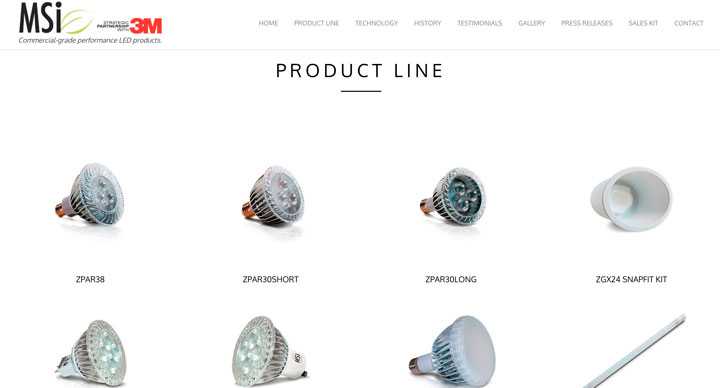 MSi
STRATEGIC
PARTNERSHIP
WITH 3M
Commercial-grade performance LED products.
HOME PRODUCT LINE TECHNOLOGY HISTORY TESTIMONIALS GALLERY PRESS RELEASES SALES KIT CONTACT
PRODUCT LINE
ZPAR38 ZPAR30SHORT ZPAR30LONG ZGX24 SNAPFIT KIT
MSi